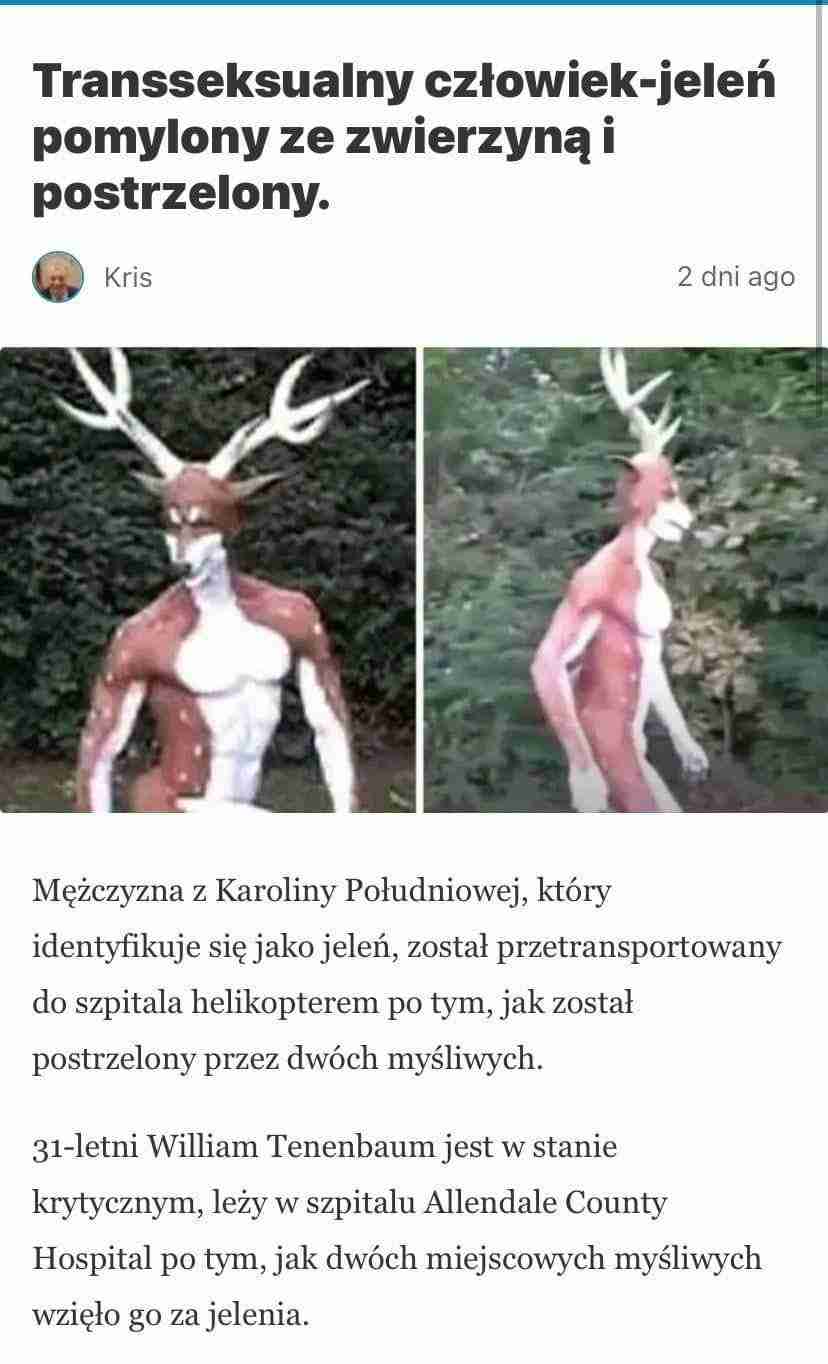 Transseksualny człowiek-jeleń
pomylony ze zwierzyną i
postrzelony.
Kris
2 dni ago
Mężczyzna z Karoliny Południowej, który
identyfikuje się jako jeleń, został przetransportowany
do szpitala helikopterem po tym, jak został
postrzelony przez dwóch myśliwych.
31-letni William Tenenbaum jest w stanie
krytycznym, leży w szpitalu Allendale County
Hospital po tym, jak dwóch miejscowych myśliwych
wzięło go za jelenia.